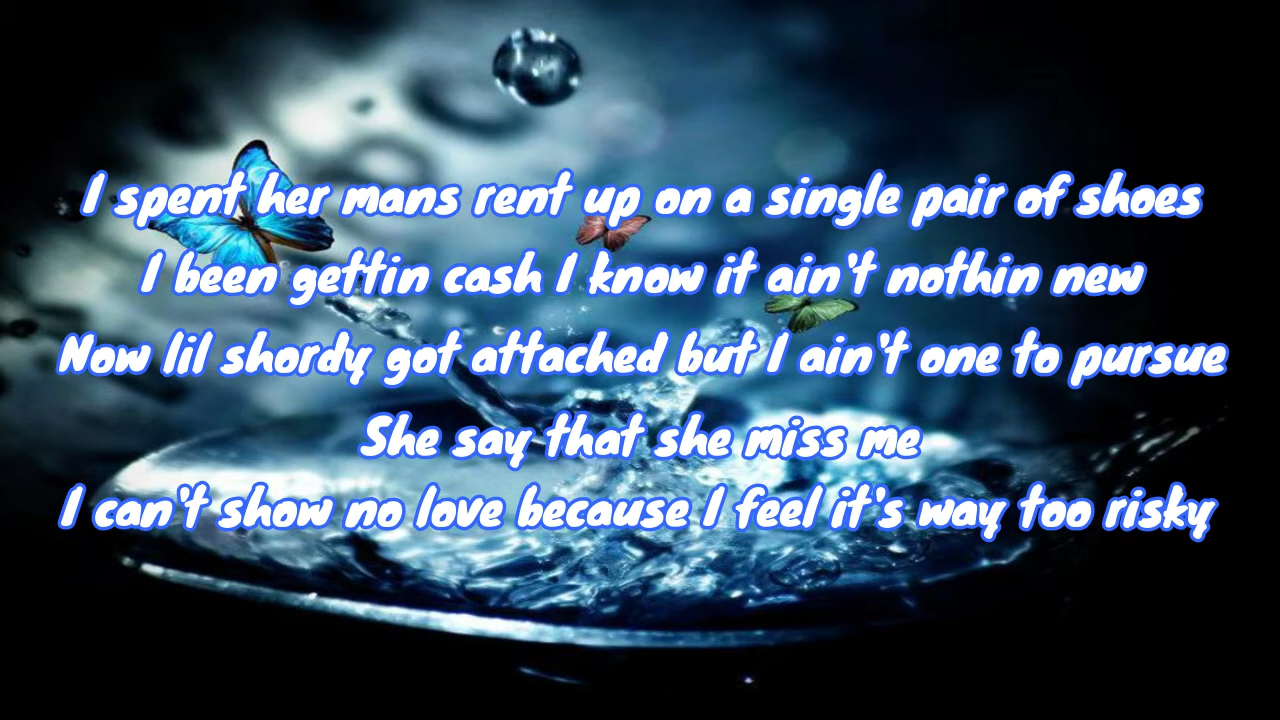 I spent her mans rent up on a single pair of shoes
I been gettin cash I know it ain't nothin new
Now lil shordy got attached but I ain't one to pursue
She say that she miss me
I can't show no love because I feel it's way too risky